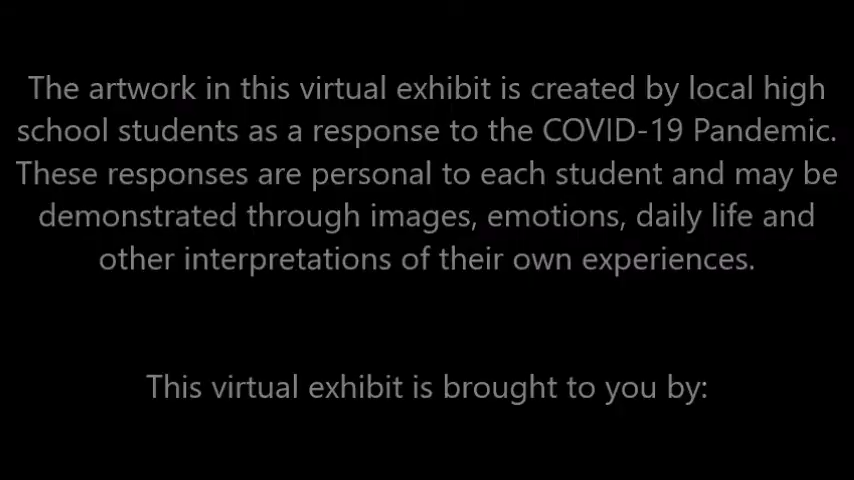 The artwork in this virtual exhibit is created by local high
school students as a response to the COVID-19 Pandemic.
These responses are personal to each student and may be
demonstrated through images, emotions, daily life and
other interpretations of their own experiences.
This virtual exhibit is brought to you by: